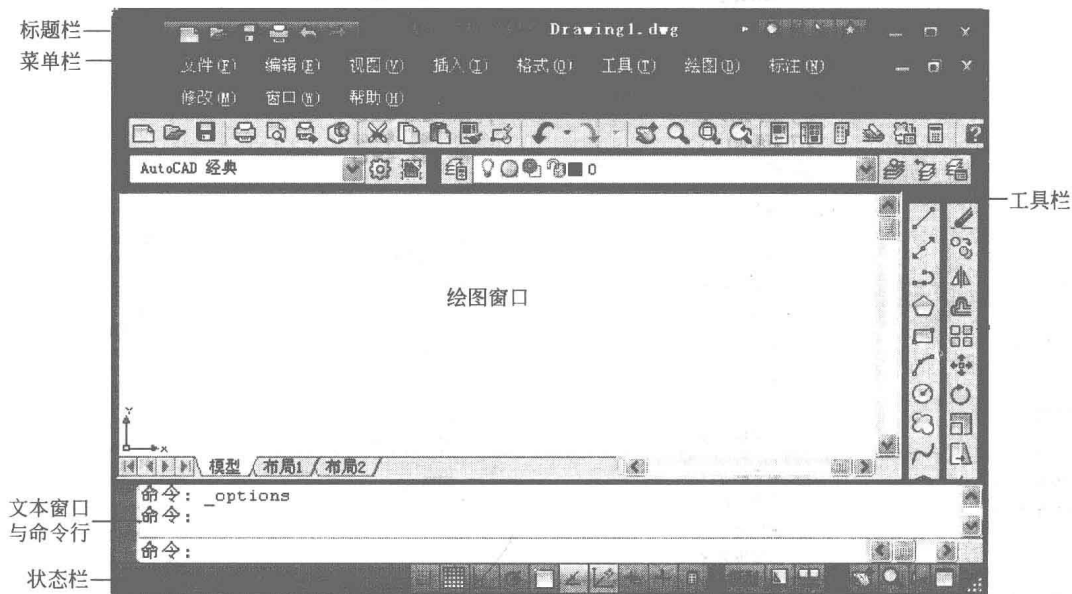 标题栏
Drawing1.dwg
菜单栏
文件(F) 编辑(E) 视图(V) 插入(I) 格式(O) 工具(T) 绘图(D) 标注(N)
修改(M) 窗口(W) 帮助(H)
AutoCAD 经典
0
工具栏
绘图窗口
Y
X
模型 布局1 布局2
文本窗口
与命令行
命令: _options
命令:
命令:
状态栏